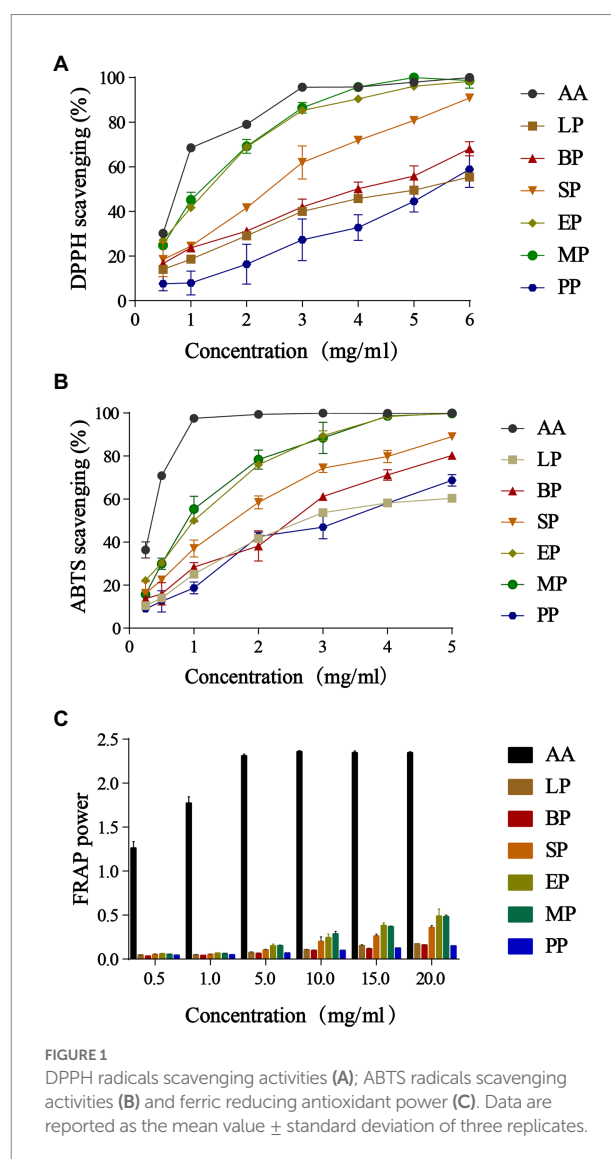 A
DPPH scavenging (%)
100
80
60
40
20
0
0 1 2 3 4 5 6
Concentration (mg/ml)
AA
LP
BP
SP
EP
MP
PP
B
ABTS scavenging (%)
100
80
60
40
20
0
0 1 2 3 4 5
Concentration (mg/ml)
AA
LP
BP
SP
EP
MP
PP
C
FRAP power
2.5
2.0
1.5
1.0
0.5
0.0
0.5 1.0 5.0 10.0 15.0 20.0
Concentration (mg/ml)
AA
LP
BP
SP
EP
MP
PP
FIGURE 1
DPPH radicals scavenging activities (A); ABTS radicals scavenging
activities (B) and ferric reducing antioxidant power (C). Data are
reported as the mean value ± standard deviation of three replicates.